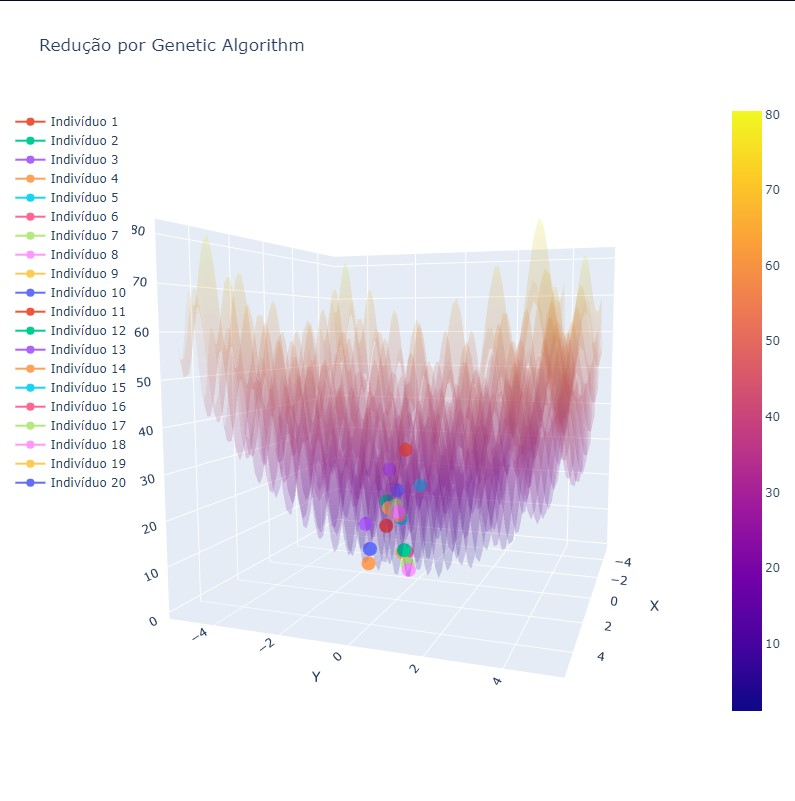 Redução por Genetic Algorithm
Indivíduo 1
Indivíduo 2
Indivíduo 3
Indivíduo 4
Indivíduo 5
Indivíduo 6
Indivíduo 7
Indivíduo 8
Indivíduo 9
Indivíduo 10
Indivíduo 11
Indivíduo 12
Indivíduo 13
Indivíduo 14
Indivíduo 15
Indivíduo 16
Indivíduo 17
Indivíduo 18
Indivíduo 19
Indivíduo 20
80
70
60
50
40
30
20
10
0
−4
−2
0
2
4
Y
−4
−2
0
2
4
X
80
70
60
50
40
30
20
10